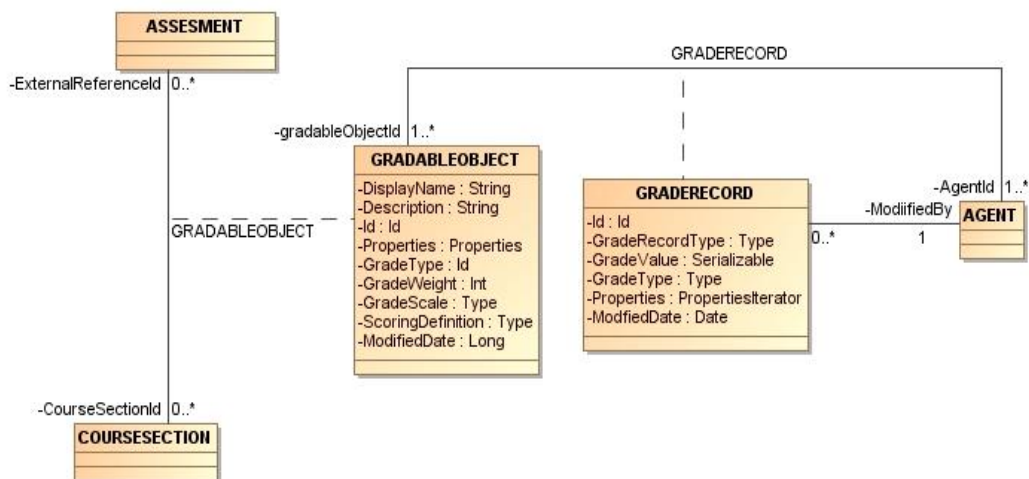 ASSESMENT
-ExternalReferenceId 0..*
GRADERECORD
-gradableObjectId 1..*
GRADABLEOBJECT
-DisplayName : String
-Description : String
-Id : Id
-Properties : Properties
-GradeType : Id
-GradeWeight : Int
-GradeScale : Type
-ScoringDefinition : Type
-ModifiedDate : Long
GRADABLEOBJECT
GRADERECORD
-Id : Id
-GradeRecordType : Type
-GradeValue : Serializable
-GradeType : Type
-Properties : PropertiesIterator
-ModfiedDate : Date
-AgentId 1..*
-ModiifiedBy
0..* 1
AGENT
-CourseSectionId 0..*
COURSESECTION